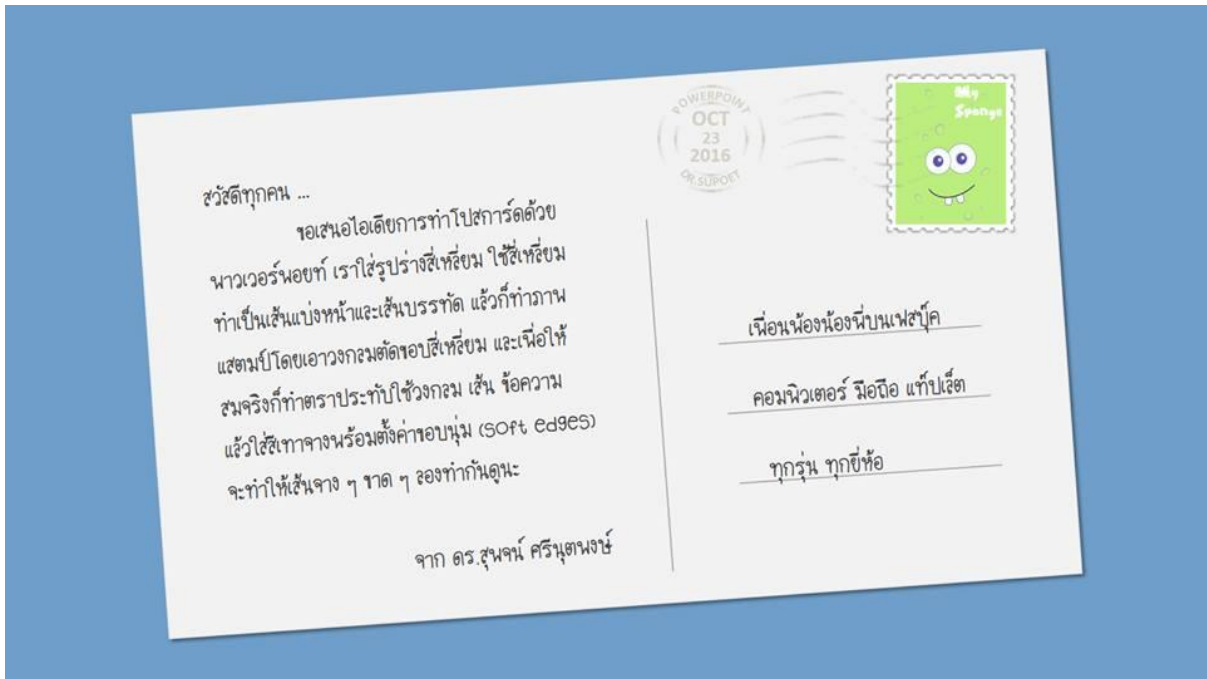 สวัสดีทุกคน ...
ขอเสนอไอเดียการทำโปสการ์ดด้วย
พาวเวอร์พอยท์ เราใส่รูปร่างสี่เหลี่ยม ใช้สี่เหลี่ยม
ทำเป็นเส้นแบ่งหน้าและเส้นบรรทัด แล้วก็ทำภาพ
แสตมป์โดยเอาวงกลมตัดขอบสี่เหลี่ยม และเพื่อให้
สมจริงก็ทำตราประทับใช้วงกลม เส้น ข้อความ
แล้วใส่สีเทาจางพร้อมตั้งค่าขอบนุ่ม (soft edges)
จะทำให้เส้นจาง ๆ ขาด ๆ ลองทำกันดูนะ
จาก ดร.สุพจน์ ศรีนุตพงษ์
POWERPOINT
OCT
23
2016
DR.SUPOET
My
Sponge
เพื่อนพ้องน้องพี่บนเฟสบุ๊ค
คอมพิวเตอร์ มือถือ แท็ปเล็ต
ทุกรุ่น ทุกยี่ห้อ